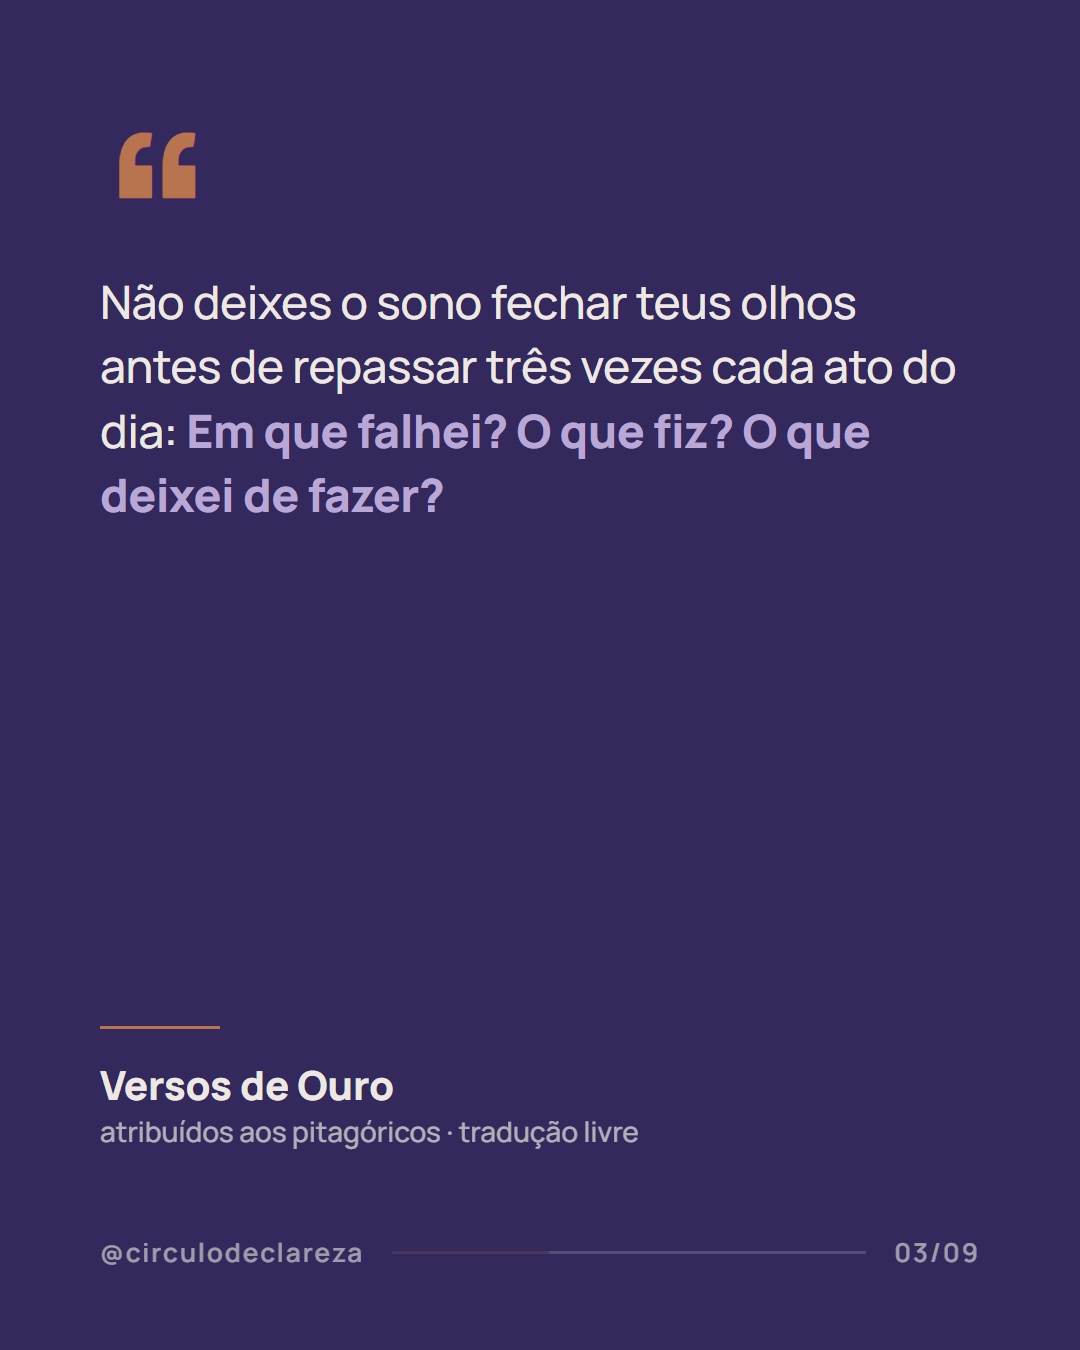 “
Não deixes o sono fechar teus olhos
antes de repassar três vezes cada ato do
dia: Em que falhei? O que fiz? O que
deixei de fazer?
Versos de Ouro
atribuídos aos pitagóricos · tradução livre
@circulodeclareza
03/09